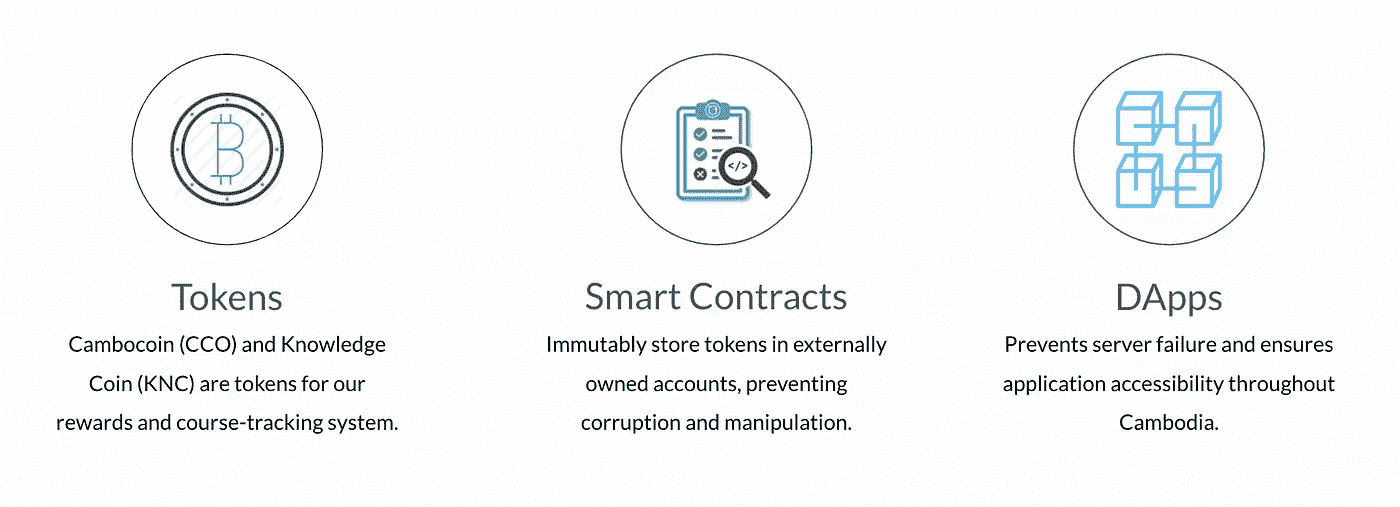 Tokens
Cambocoin (CCO) and Knowledge
Coin (KNC) are tokens for our
rewards and course-tracking system.
Smart Contracts
Immutably store tokens in externally
owned accounts, preventing
corruption and manipulation.
DApps
Prevents server failure and ensures
application accessibility throughout
Cambodia.